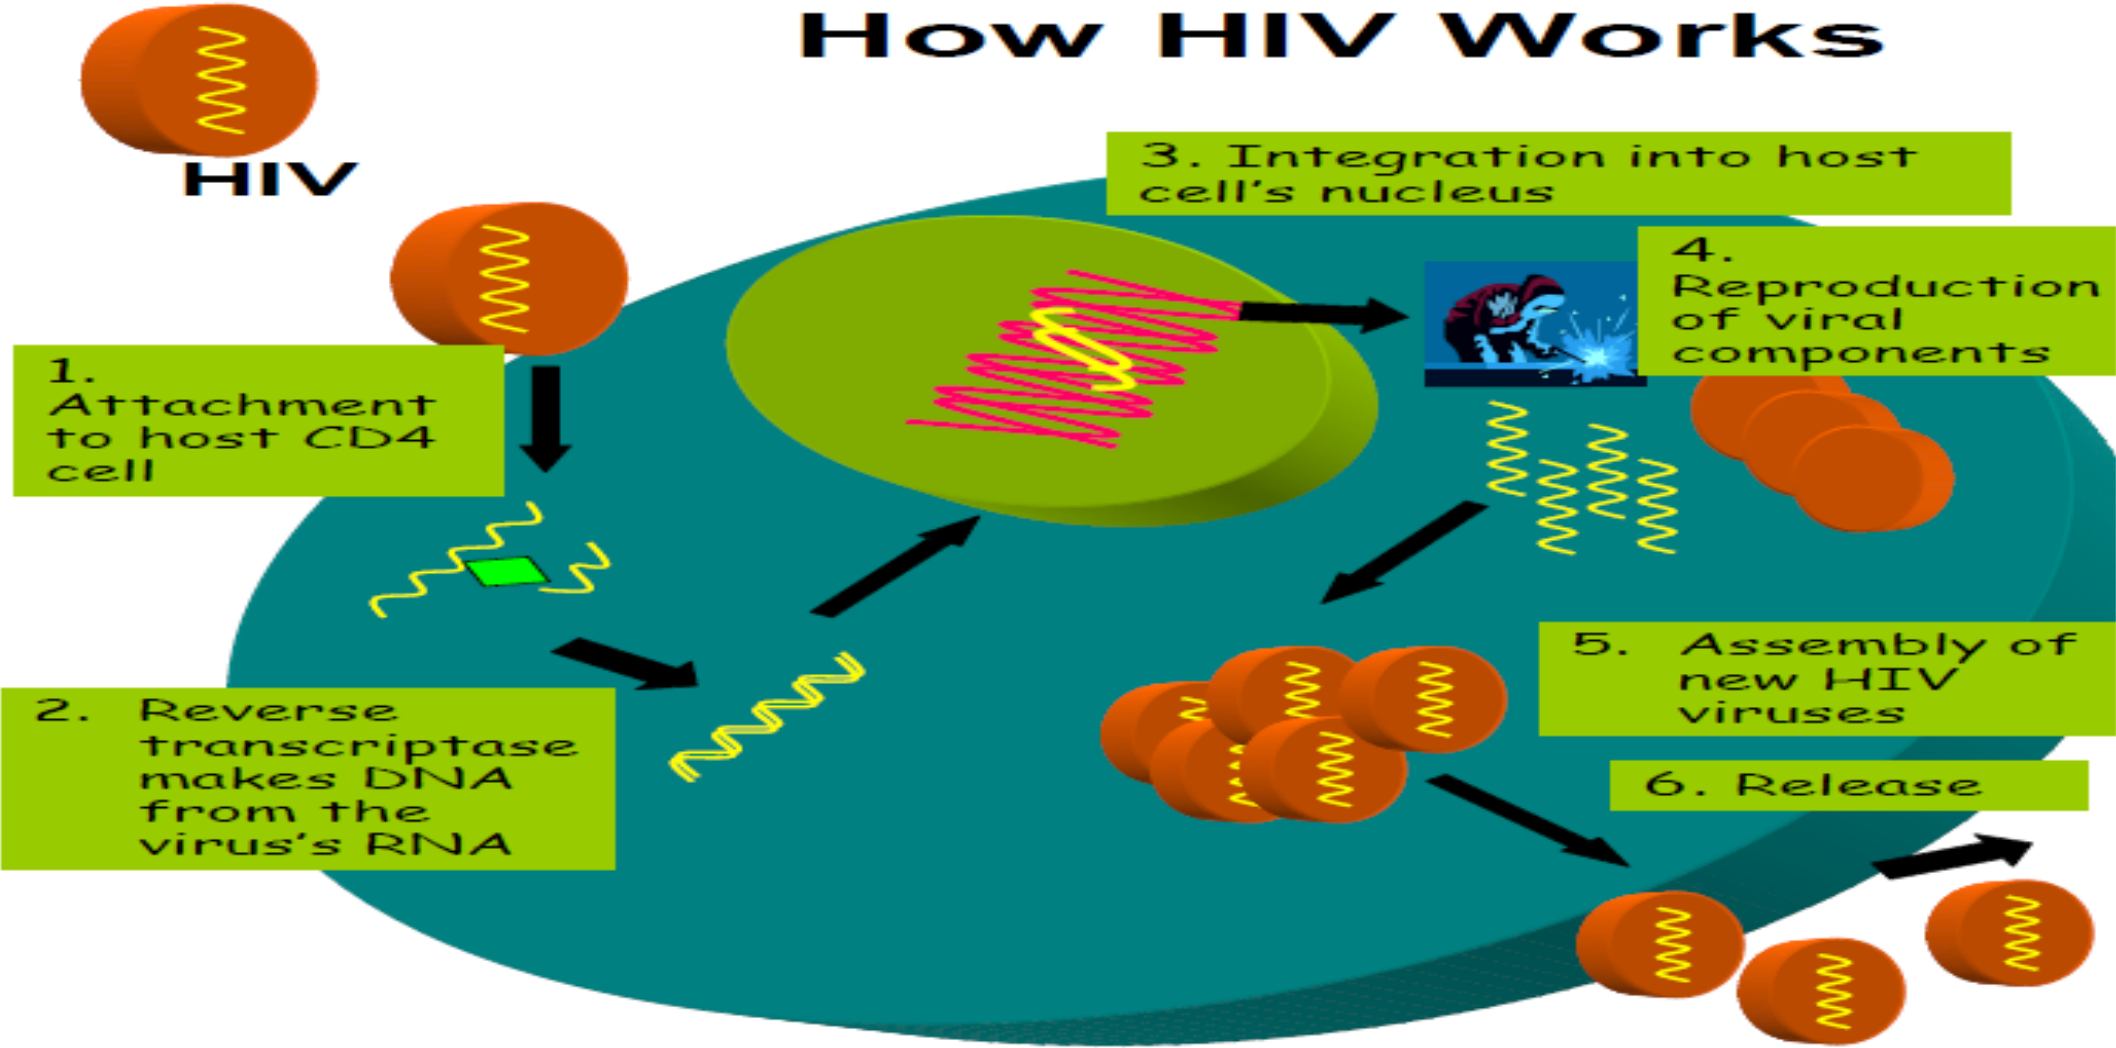 How HIV Works
HIV
3. Integration into host
cell's nucleus
4.
Reproduction
of viral
components
1.
Attachment
to host CD4
cell
2. Reverse
transcriptase
makes DNA
from the
virus's RNA
5. Assembly of
new HIV
viruses
6. Release